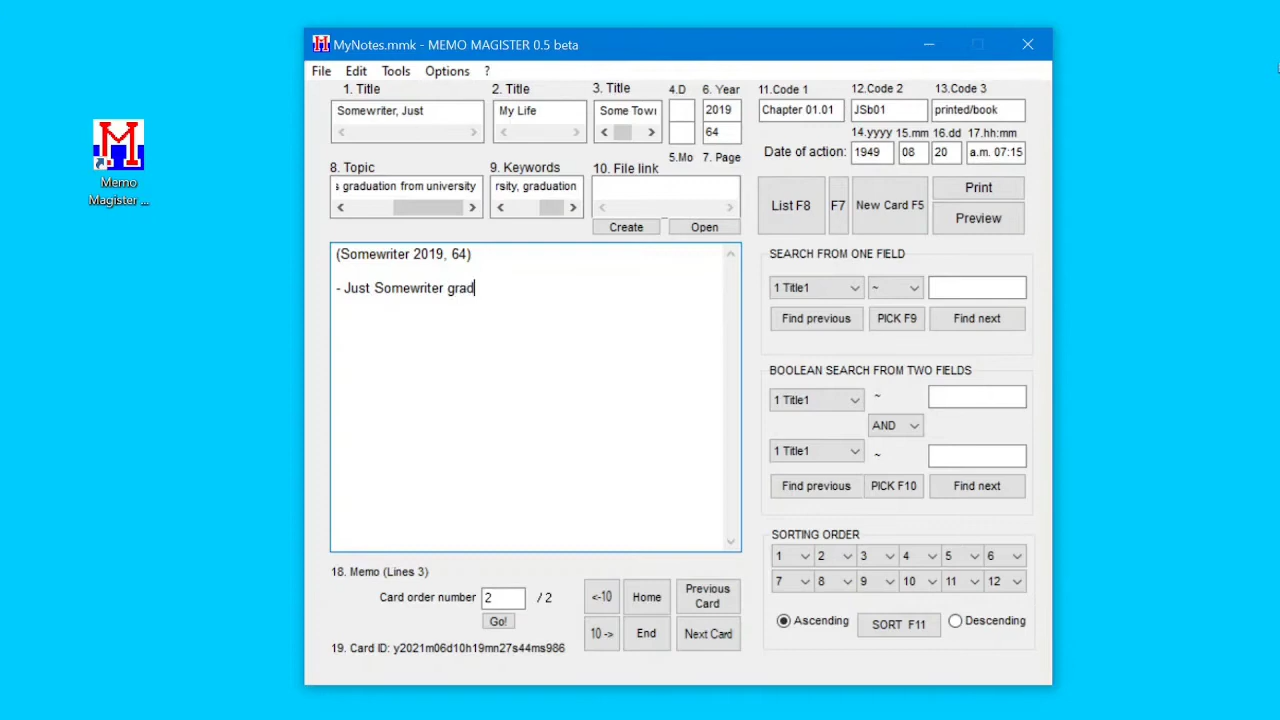 MyNotes.mmk - MEMO MAGISTER 0.5 beta
File Edit Tools Options ?
1. Title 2. Title 3. Title 4.D 6. Year 11.Code 1 12.Code 2 13.Code 3
Somewriter, Just My Life Some Tow 2019 Chapter 01.01 JSb01 printed/book
64
14.yyyy 15.mm 16.dd 17.hh:mm
Date of action: 1949 08 20 a.m. 07:15
5.Mo 7. Page
8. Topic 9. Keywords 10. File link
s graduation from university rsity, graduation
Create Open
List F8 F7 New Card F5 Print
Preview
Memo
Magister ...
(Somewriter 2019, 64)
- Just Somewriter grad
SEARCH FROM ONE FIELD
1 Title1 ~
Find previous PICK F9 Find next
BOOLEAN SEARCH FROM TWO FIELDS
1 Title1 ~
AND
1 Title1 ~
Find previous PICK F10 Find next
SORTING ORDER
1 2 3 4 5 6
7 8 9 10 11 12
Ascending SORT F11 Descending
18. Memo (Lines 3)
Card order number 2 / 2
Go!
<-10 Home Previous Card
10 -> End Next Card
19. Card ID: y2021m06d10h19mn27s44ms986